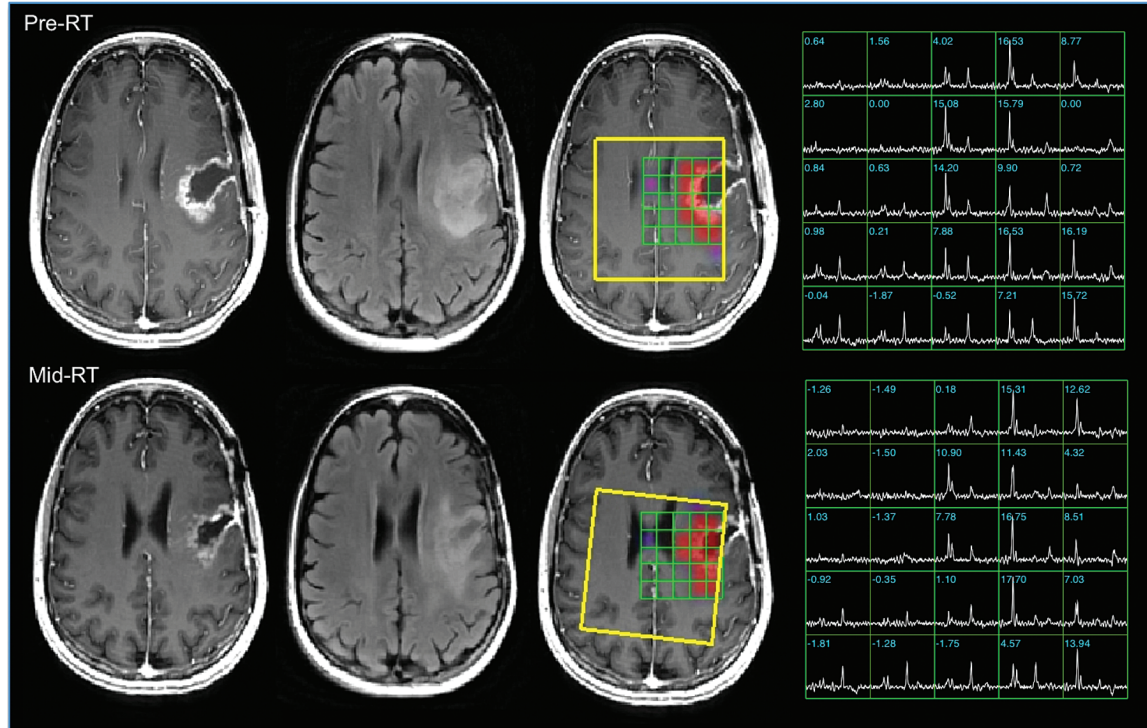 Pre-RT
0.64 1.56 4.02 16.53 8.77
2.80 0.00 15.08 15.79 0.00
0.84 0.63 14.20 9.90 0.72
0.98 0.21 7.88 16.53 16.19
-0.04 -1.87 -0.52 7.21 15.72
Mid-RT
-1.26 -1.49 0.18 15.31 12.62
2.03 -1.50 10.90 11.43 4.32
1.03 -1.37 7.78 16.75 8.51
-0.92 -0.35 1.10 17.70 7.03
-1.81 -1.28 -1.75 4.57 13.94